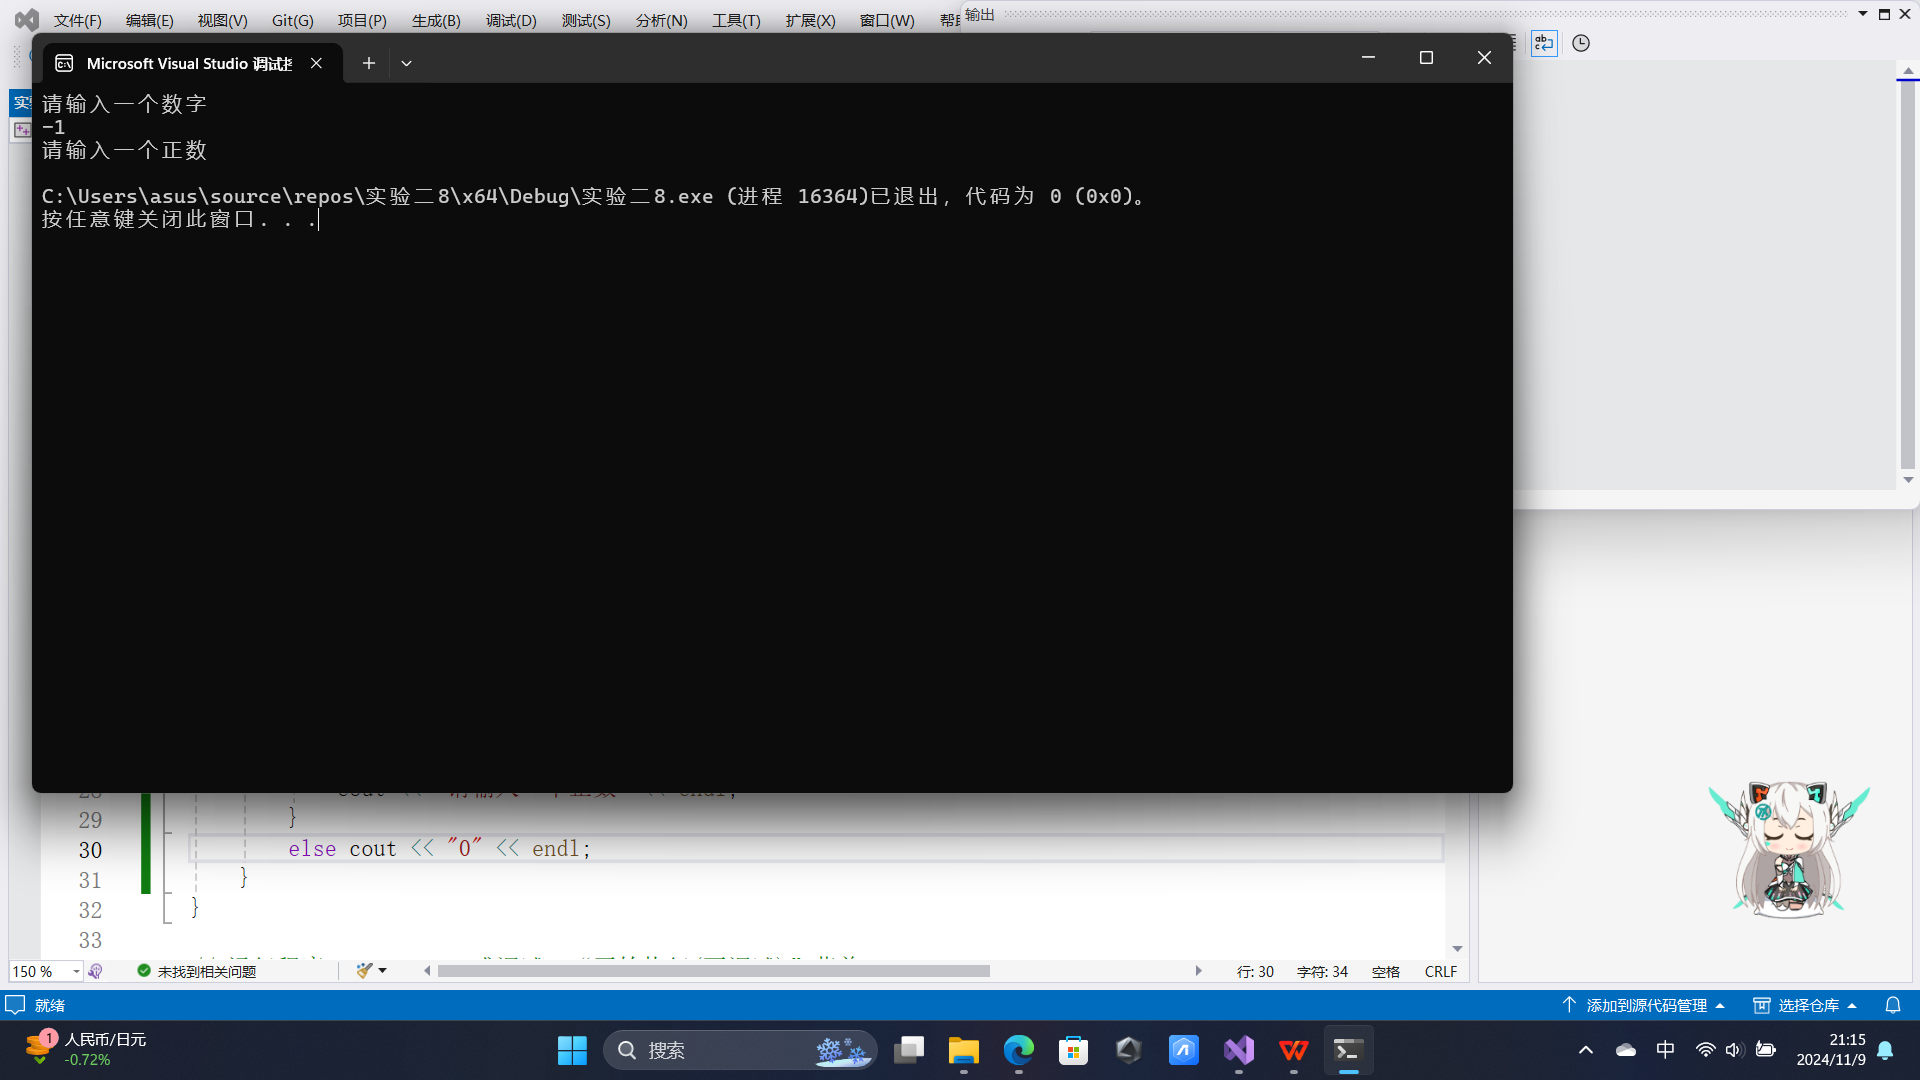 文件(F) 编辑(E) 视图(V) Git(G) 项目(P) 生成(B) 调试(D) 测试(S) 分析(N) 工具(T) 扩展(X) 窗口(W)
输出
Microsoft Visual Studio
请输入一个数字
-1
请输入一个正数
C:\Users\asus\source\repos\实验二8\x64\Debug\实验二8.exe (进程 16364)已退出，代码为 0 (0x0)。
按任意键关闭此窗口. . .
29 }
30 else cout << "0" << endl;
31 }
32 }
33
150 % 未找到相关问题 行: 30 字符: 34 空格 CRLF
就绪 添加到源代码管理 选择仓库
1 人民币/日元
-0.72%
搜索
中
21:15
2024/11/9